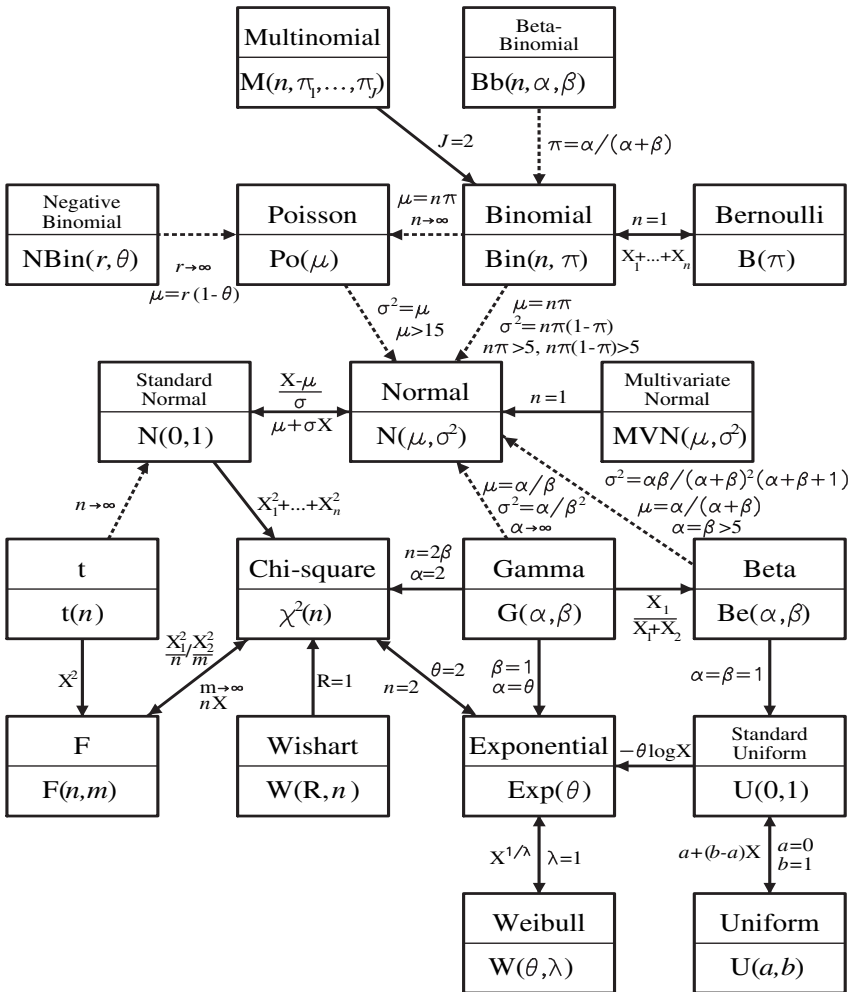 Multinomial
M(n, π₁,…,π_J)
Beta-
Binomial
Bb(n, α, β)
J=2
π=α/(α+β)
Negative
Binomial
NBin(r, θ)
Poisson
Po(μ)
μ=nπ
n→∞
Binomial
Bin(n, π)
n=1
X₁+...+Xₙ
Bernoulli
B(π)
r→∞
μ=r(1-θ)
σ²=μ
μ>15
μ=nπ
σ²=nπ(1-π)
nπ>5, nπ(1-π)>5
Standard
Normal
N(0,1)
X-μ
σ
μ+σX
Normal
N(μ,σ²)
n=1
Multivariate
Normal
MVN(μ,σ²)
n→∞
X₁²+...+Xₙ²
μ=α/β
σ²=α/β²
α→∞
σ²=αβ/(α+β)²(α+β+1)
μ=α/(α+β)
α=β>5
t
t(n)
Chi-square
χ²(n)
n=2β
α=2
Gamma
G(α,β)
X₁
X₁+X₂
Beta
Be(α,β)
X²
X₁²/X₂²
n / m
m→∞
nX
R=1
θ=2
n=2
β=1
α=θ
α=β=1
F
F(n,m)
Wishart
W(R,n)
Exponential
Exp(θ)
−θlogX
Standard
Uniform
U(0,1)
X^{1/λ}
λ=1
a+(b-a)X
a=0
b=1
Weibull
W(θ,λ)
Uniform
U(a,b)